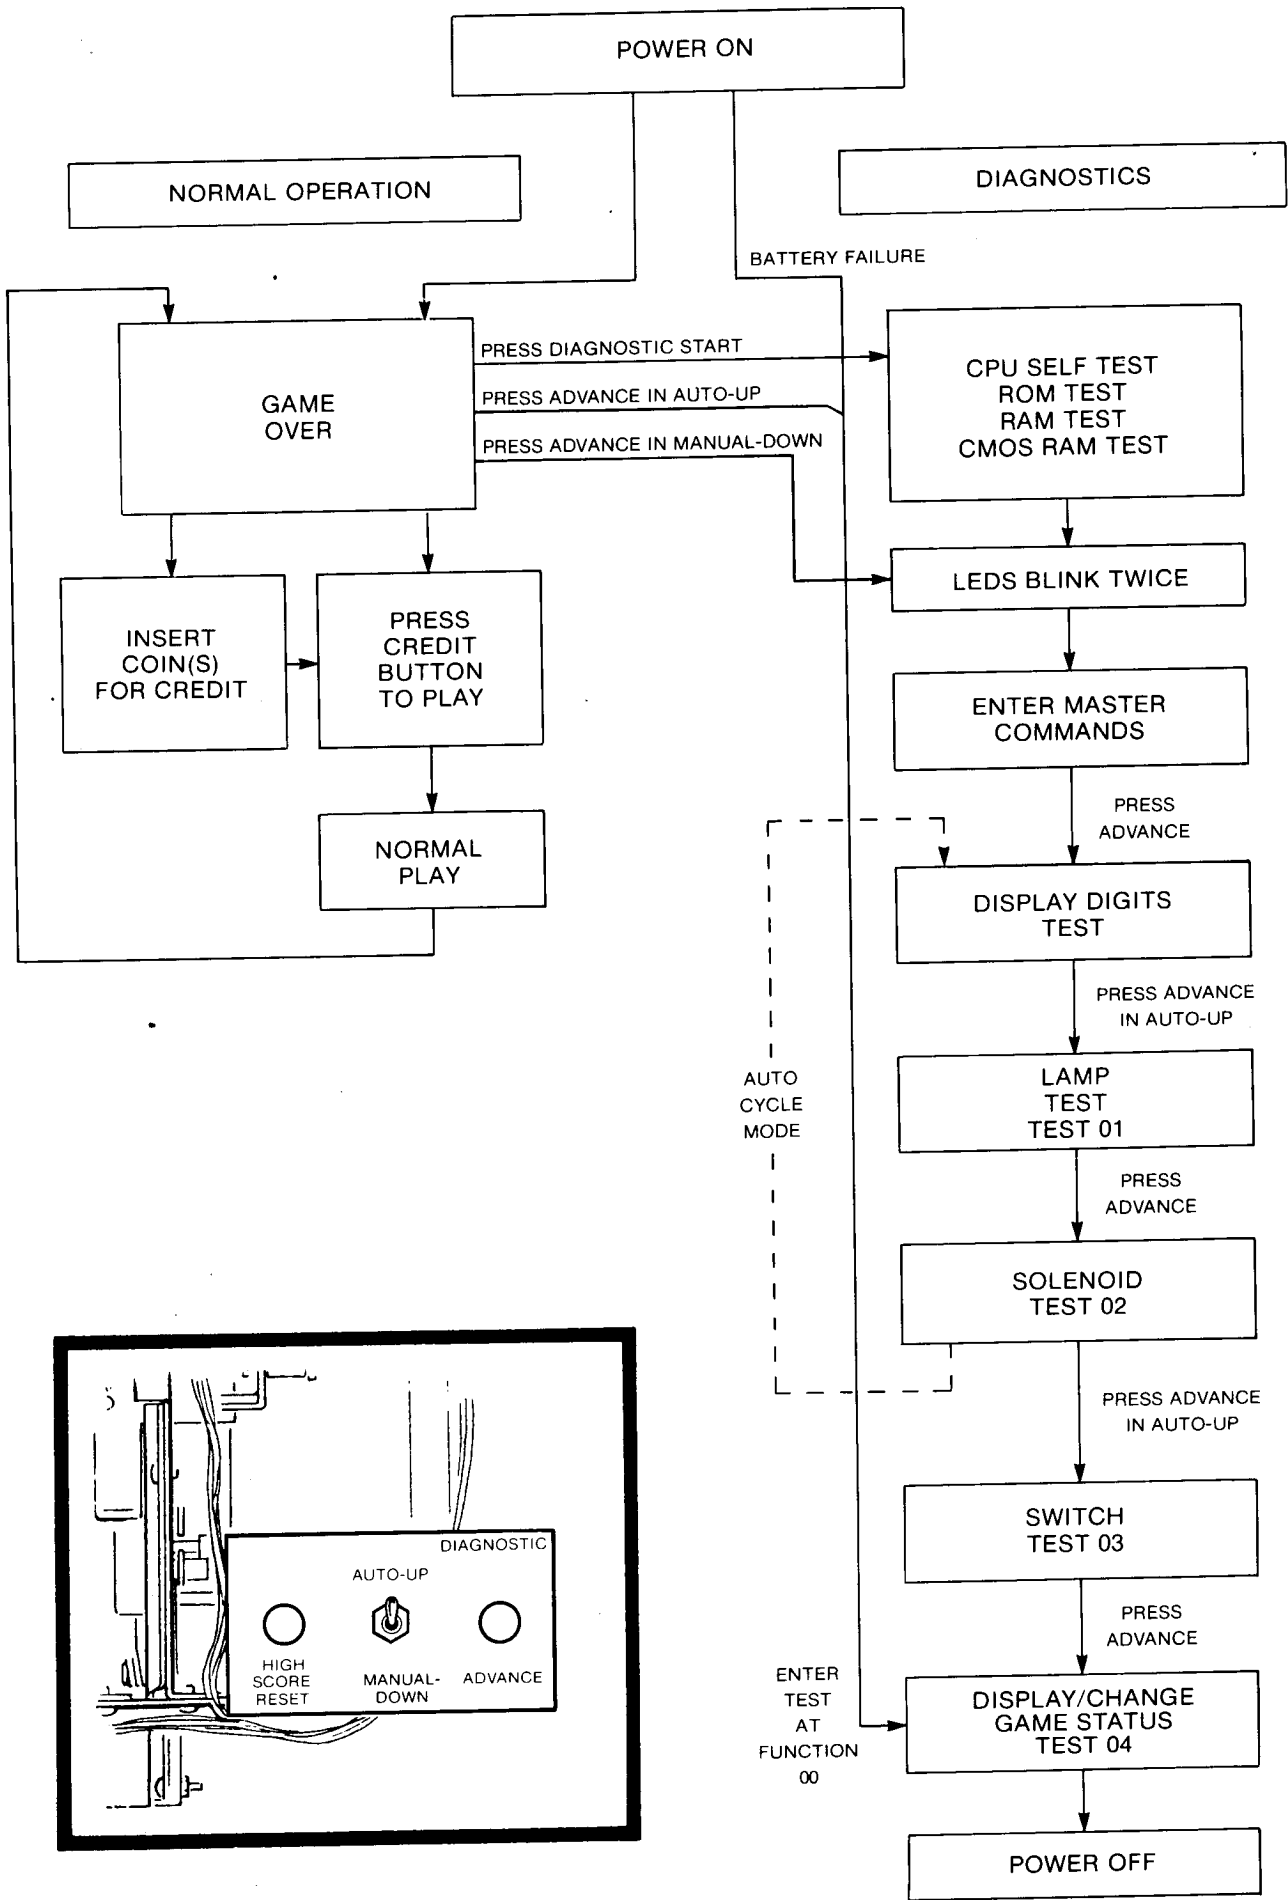 POWER ON
NORMAL OPERATION
DIAGNOSTICS
BATTERY FAILURE
GAME
OVER
PRESS DIAGNOSTIC START
PRESS ADVANCE IN AUTO-UP
PRESS ADVANCE IN MANUAL-DOWN
CPU SELF TEST
ROM TEST
RAM TEST
CMOS RAM TEST
LEDS BLINK TWICE
INSERT
COIN(S)
FOR CREDIT
PRESS
CREDIT
BUTTON
TO PLAY
NORMAL
PLAY
ENTER MASTER
COMMANDS
PRESS
ADVANCE
DISPLAY DIGITS
TEST
PRESS ADVANCE
IN AUTO-UP
LAMP
TEST
TEST 01
AUTO
CYCLE
MODE
PRESS
ADVANCE
SOLENOID
TEST 02
PRESS ADVANCE
IN AUTO-UP
SWITCH
TEST 03
PRESS
ADVANCE
ENTER
TEST
AT
FUNCTION
00
DISPLAY/CHANGE
GAME STATUS
TEST 04
POWER OFF
DIAGNOSTIC
AUTO-UP
HIGH
SCORE
RESET
MANUAL-
DOWN
ADVANCE